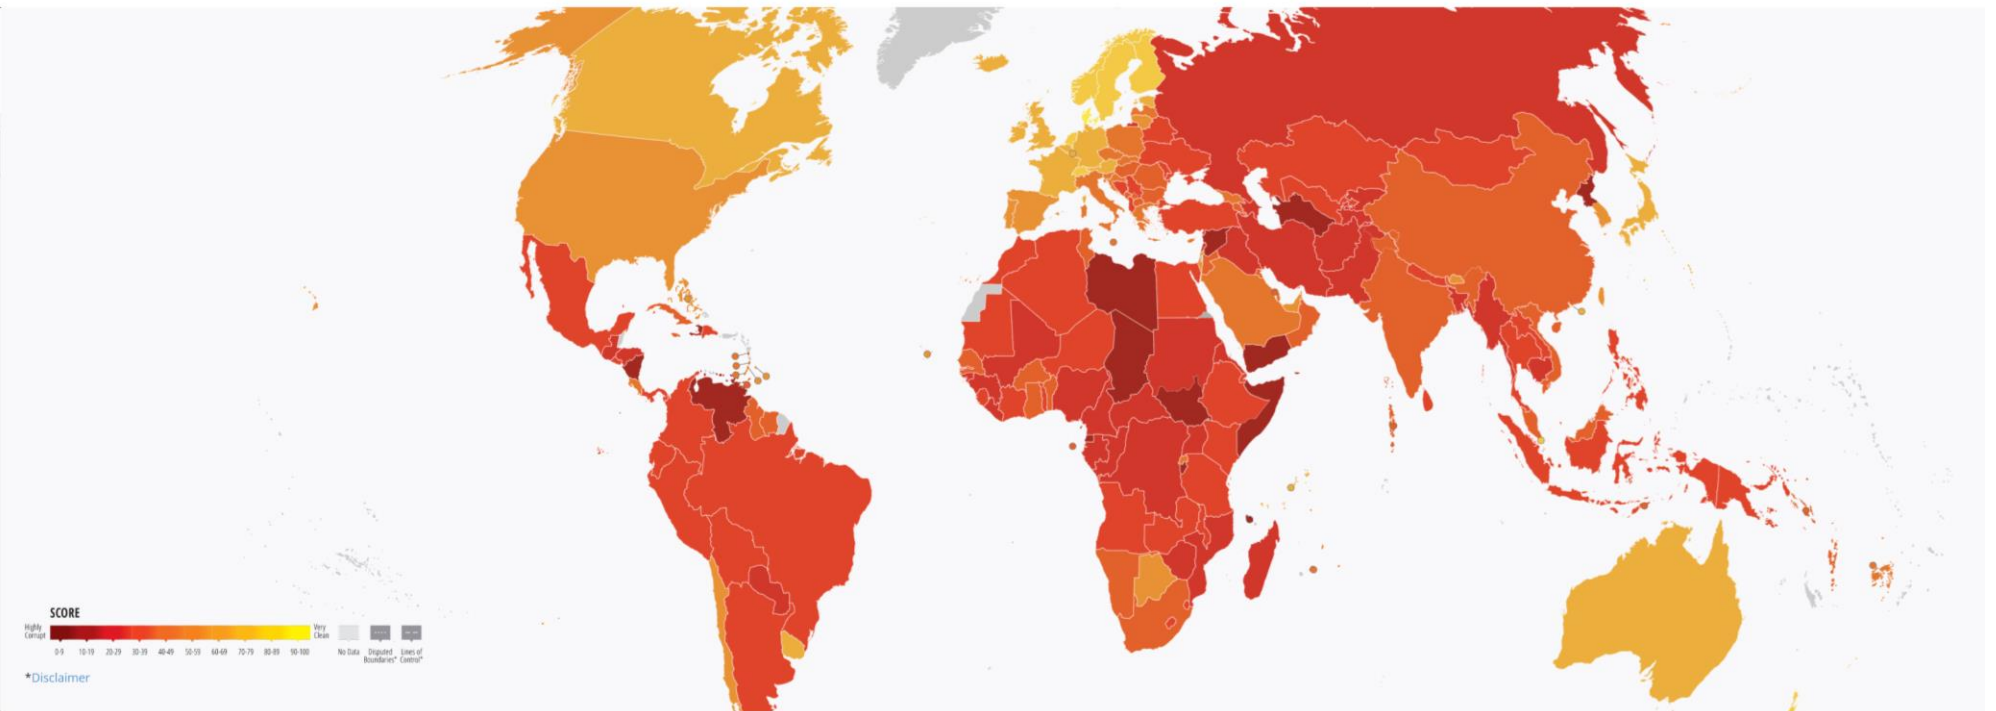 SCORE
Highly
Corrupt
Very
Clean
0-9 10-19 20-29 30-39 40-49 50-59 60-69 70-79 80-89 90-100
No Data
Disputed
Boundaries*
Lines of
Control*
*Disclaimer